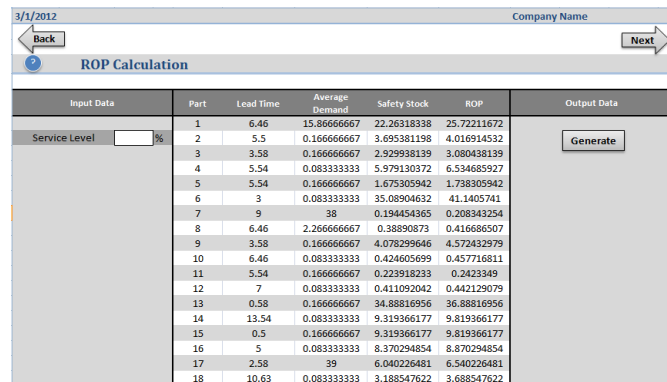 3/1/2012 Company Name
Back Next
? ROP Calculation
Input Data Part Lead Time Average Demand Safety Stock ROP Output Data
1 6.46 15.86666667 22.26318338 25.72211672
Service Level % 2 5.5 0.166666667 3.695381198 4.016914532 Generate
3 3.58 0.166666667 2.929938139 3.080438139
4 5.54 0.083333333 5.979130372 6.534685927
5 5.54 0.166666667 1.675305942 1.738305942
6 3 0.083333333 35.08904632 41.1405741
7 9 38 0.194454365 0.208343254
8 6.46 2.266666667 0.38890873 0.416686507
9 3.58 0.166666667 4.078299646 4.572432979
10 6.46 0.083333333 0.424605699 0.457716811
11 5.54 0.166666667 0.223918233 0.2423349
12 7 0.083333333 0.411092042 0.442129079
13 0.58 0.166666667 34.88816956 36.88816956
14 13.54 0.083333333 9.319366177 9.819366177
15 0.5 0.166666667 9.319366177 9.819366177
16 5 0.083333333 8.370294854 8.870294854
17 2.58 39 6.040226481 6.540226481
18 10.63 0.083333333 3.188547622 3.688547622